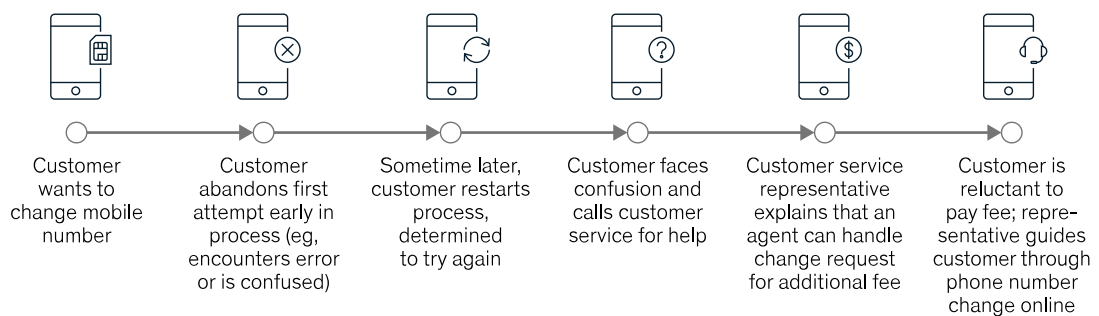 $
?
Customer
wants to
change mobile
number
Customer
abandons first
attempt early in
process (eg,
encounters error
or is confused)
Sometime later,
customer restarts
process,
determined
to try again
Customer faces
confusion and
calls customer
service for help
Customer service
representative
explains that an
agent can handle
change request
for additional fee
Customer is
reluctant to
pay fee; repre-
sentative guides
customer through
phone number
change online